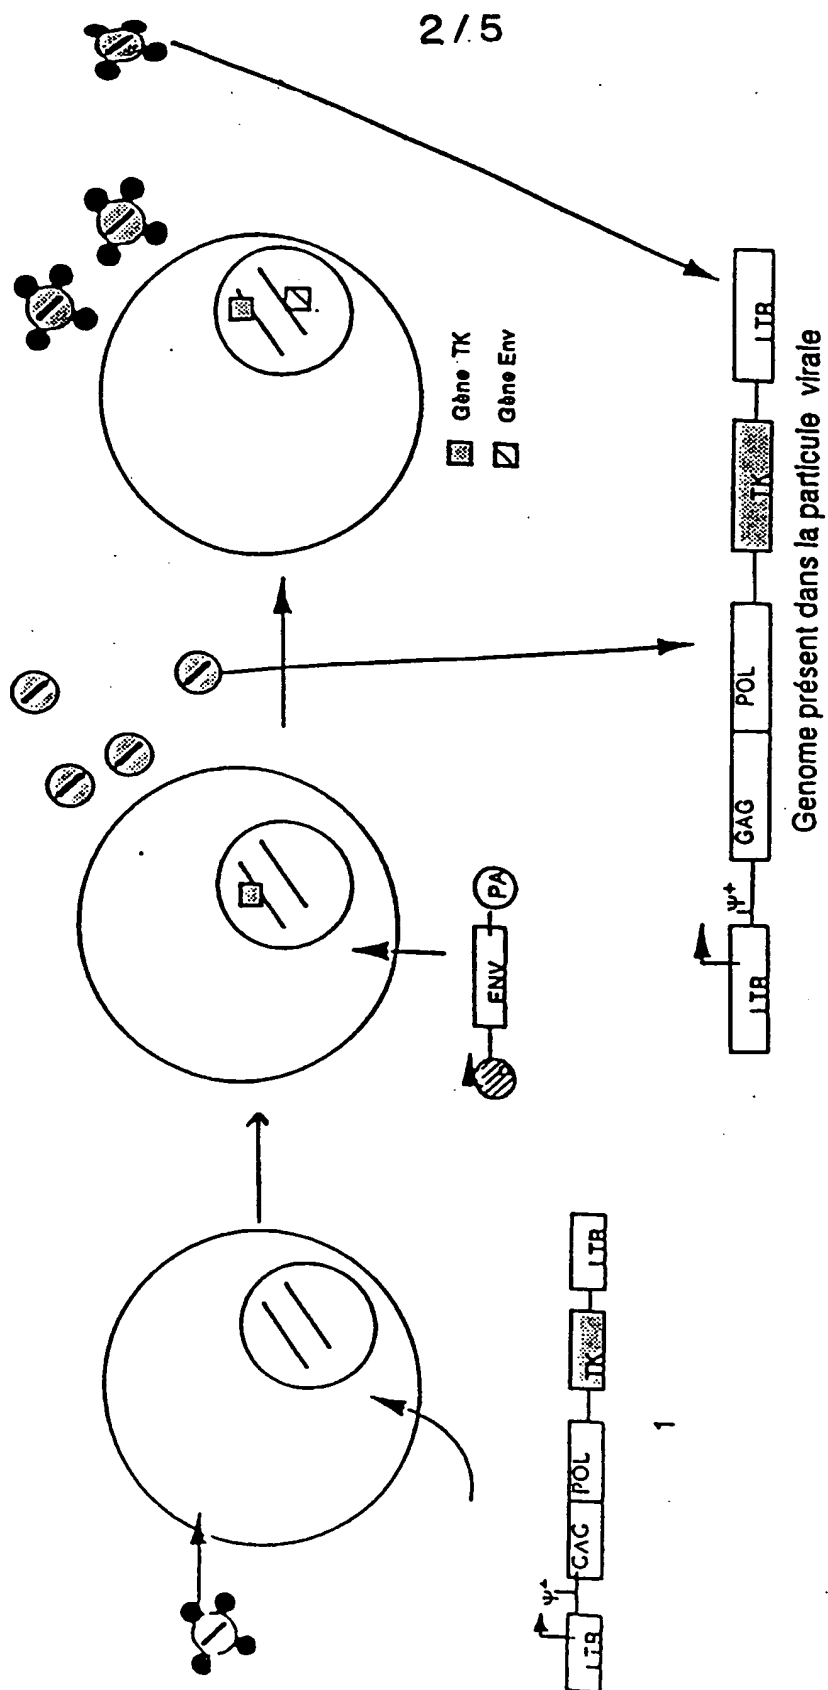 2/5
Gène TK
Gène Env
ENV
PA
LTR
Ψ+
GAG
POL
TK
LTR
1
LTR
Ψ+
GAG
POL
TK
LTR
Genome présent dans la particule virale